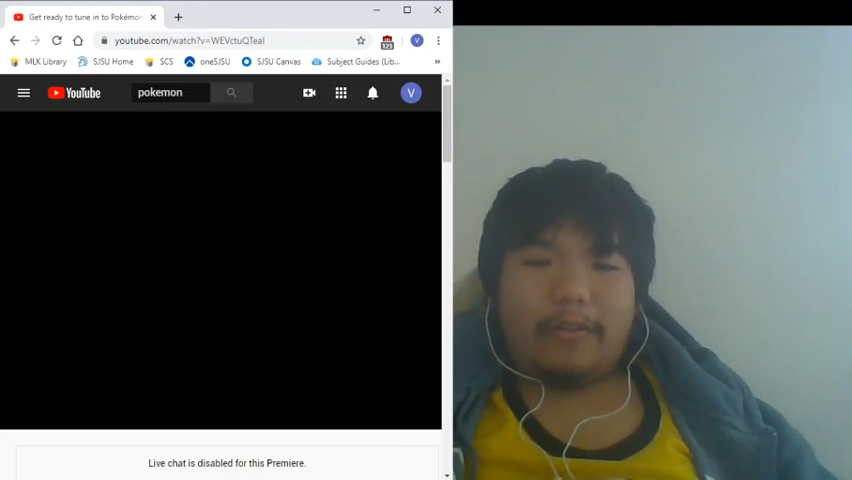 Get ready to tune in to Pokémon
youtube.com/watch?v=WEVctuQTeaI
123
V
MLK Library
SJSU Home
SCS
oneSJSU
SJSU Canvas
Subject Guides (Lib...
YouTube
pokemon
V
Live chat is disabled for this Premiere.